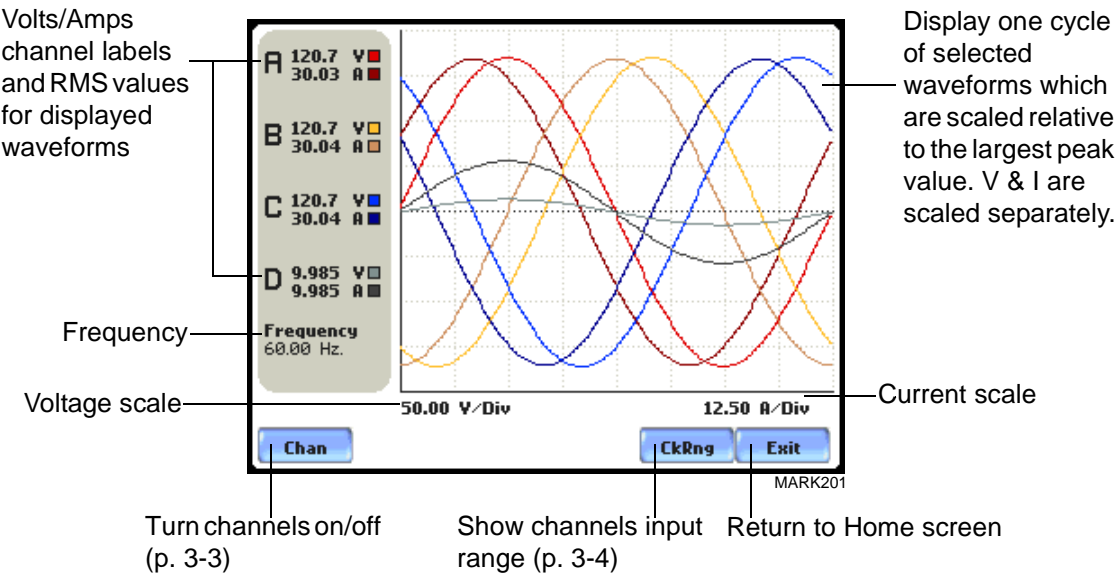 Volts/Amps
channel labels
and RMS values
for displayed
waveforms
A 120.7 V
30.03 A
B 120.7 V
30.04 A
C 120.7 V
30.04 A
D 9.985 V
9.985 A
Frequency
60.00 Hz.
Display one cycle
of selected
waveforms which
are scaled relative
to the largest peak
value. V & I are
scaled separately.
Frequency
Voltage scale
50.00 V/Div
12.50 A/Div
Current scale
Chan
CkRng
Exit
MARK201
Turn channels on/off
(p. 3-3)
Show channels input
range (p. 3-4)
Return to Home screen